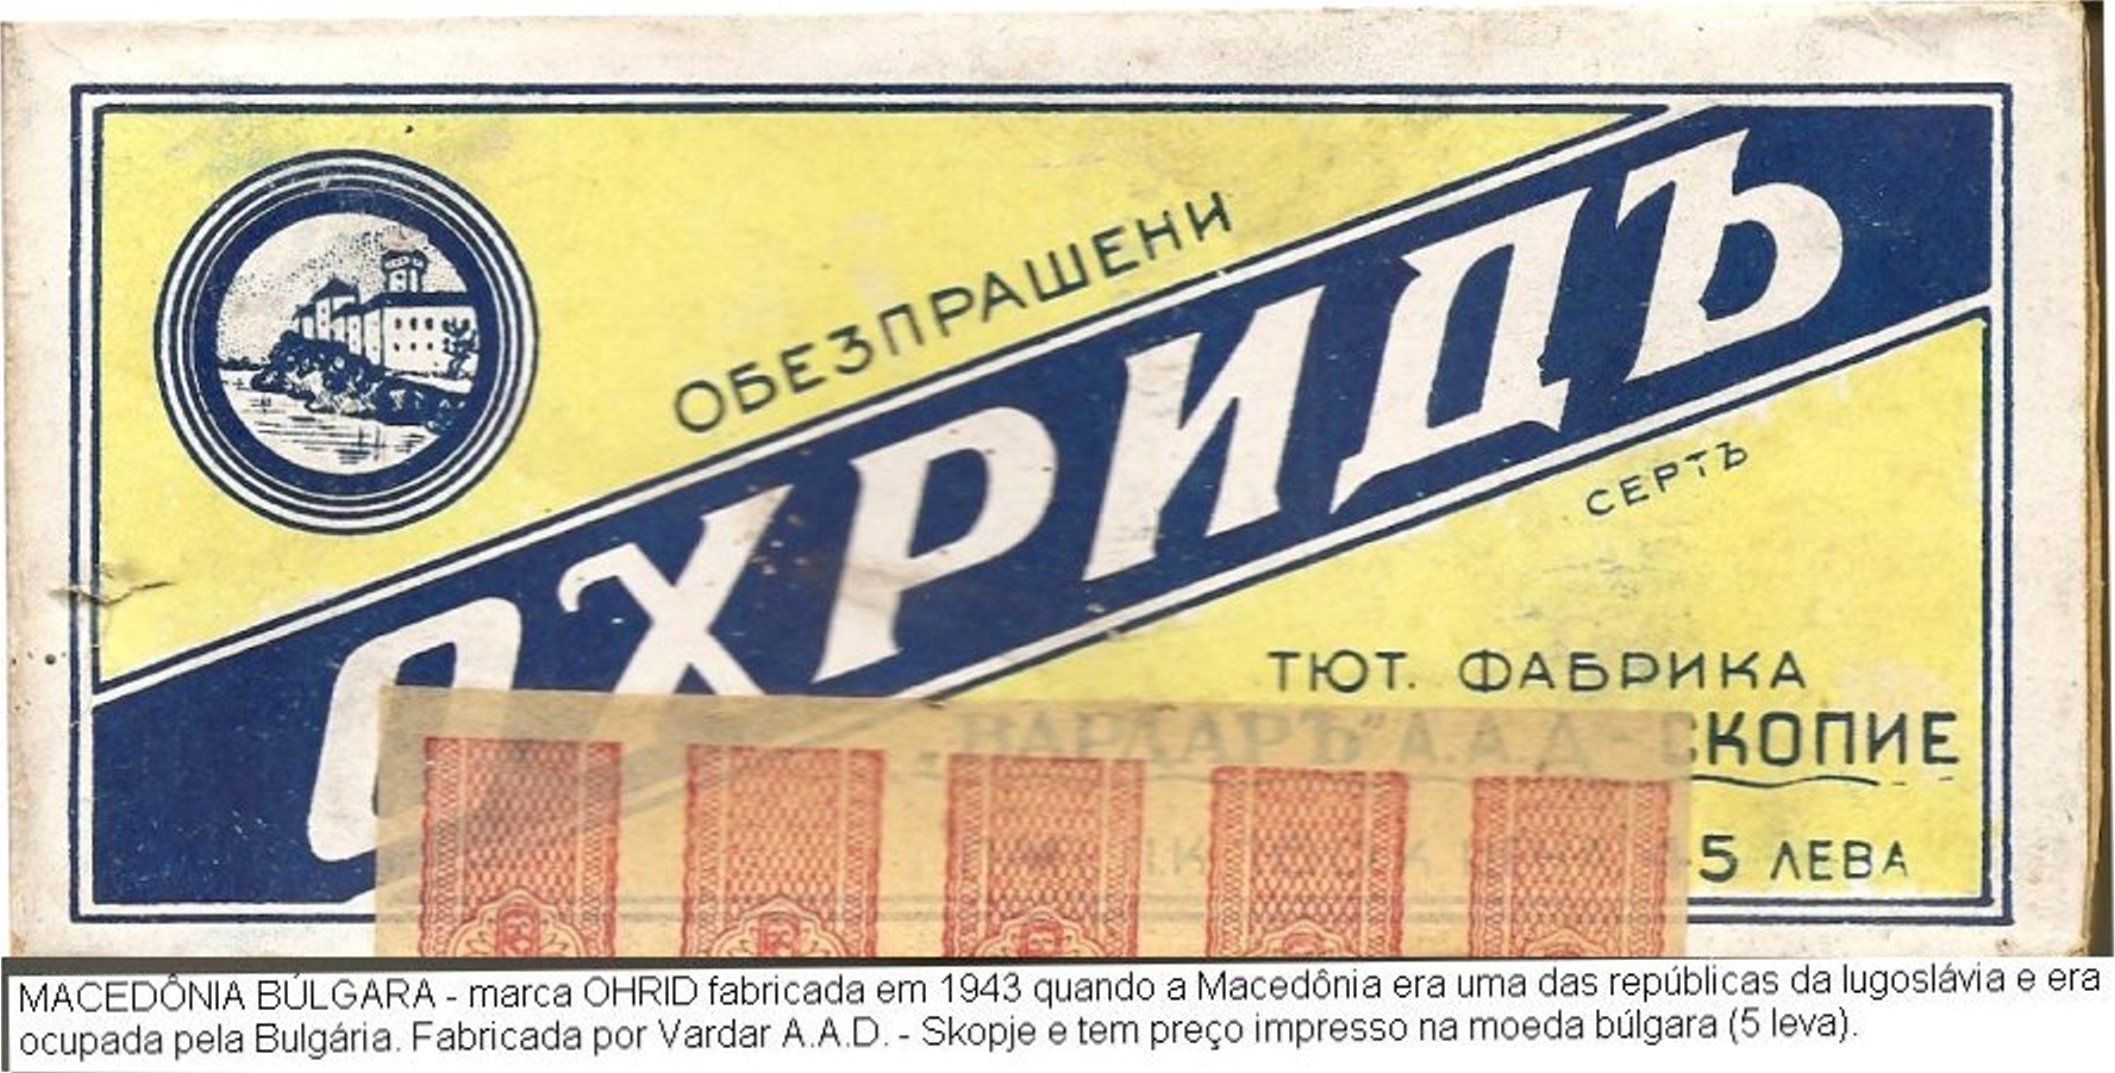 ОБЕЗПРАШЕНИ
ОХРИДЪ
СЕРТЪ
ТЮТ. ФАБРИКА
„ВАРДАРЪ" А.А.Д - СКОПИЕ
5 ЛЕВА
MACEDÔNIA BÚLGARA - marca OHRID fabricada em 1943 quando a Macedônia era uma das repúblicas da Iugoslávia e era
ocupada pela Bulgária. Fabricada por Vardar A.A.D. - Skopje e tem preço impresso na moeda búlgara (5 leva).